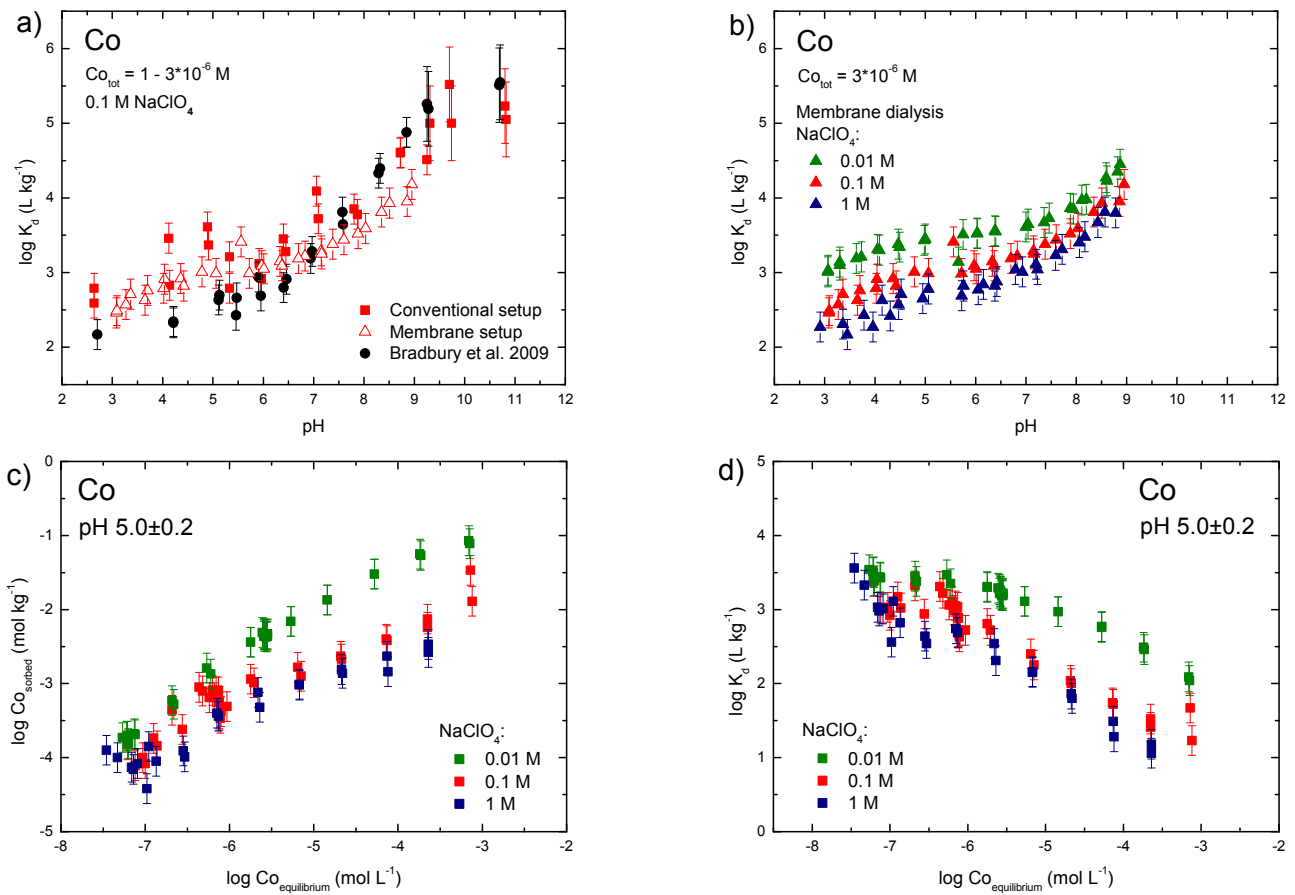 a)
Co
Co_tot = 1 - 3*10⁻⁶ M
0.1 M NaClO₄
log K_d (L kg⁻¹)
6
5
4
3
2
Conventional setup
Membrane setup
Bradbury et al. 2009
2 3 4 5 6 7 8 9 10 11 12
pH
b)
Co
Co_tot = 3*10⁻⁶ M
Membrane dialysis
NaClO₄:
0.01 M
0.1 M
1 M
log K_d (L kg⁻¹)
6
5
4
3
2
2 3 4 5 6 7 8 9 10 11 12
pH
c)
Co
pH 5.0±0.2
log Co_sorbed (mol kg⁻¹)
0
-1
-2
-3
-4
-5
NaClO₄:
0.01 M
0.1 M
1 M
-8 -7 -6 -5 -4 -3 -2
log Co_equilibrium (mol L⁻¹)
d)
Co
pH 5.0±0.2
log K_d (L kg⁻¹)
5
4
3
2
1
0
NaClO₄:
0.01 M
0.1 M
1 M
-8 -7 -6 -5 -4 -3 -2
log Co_equilibrium (mol L⁻¹)